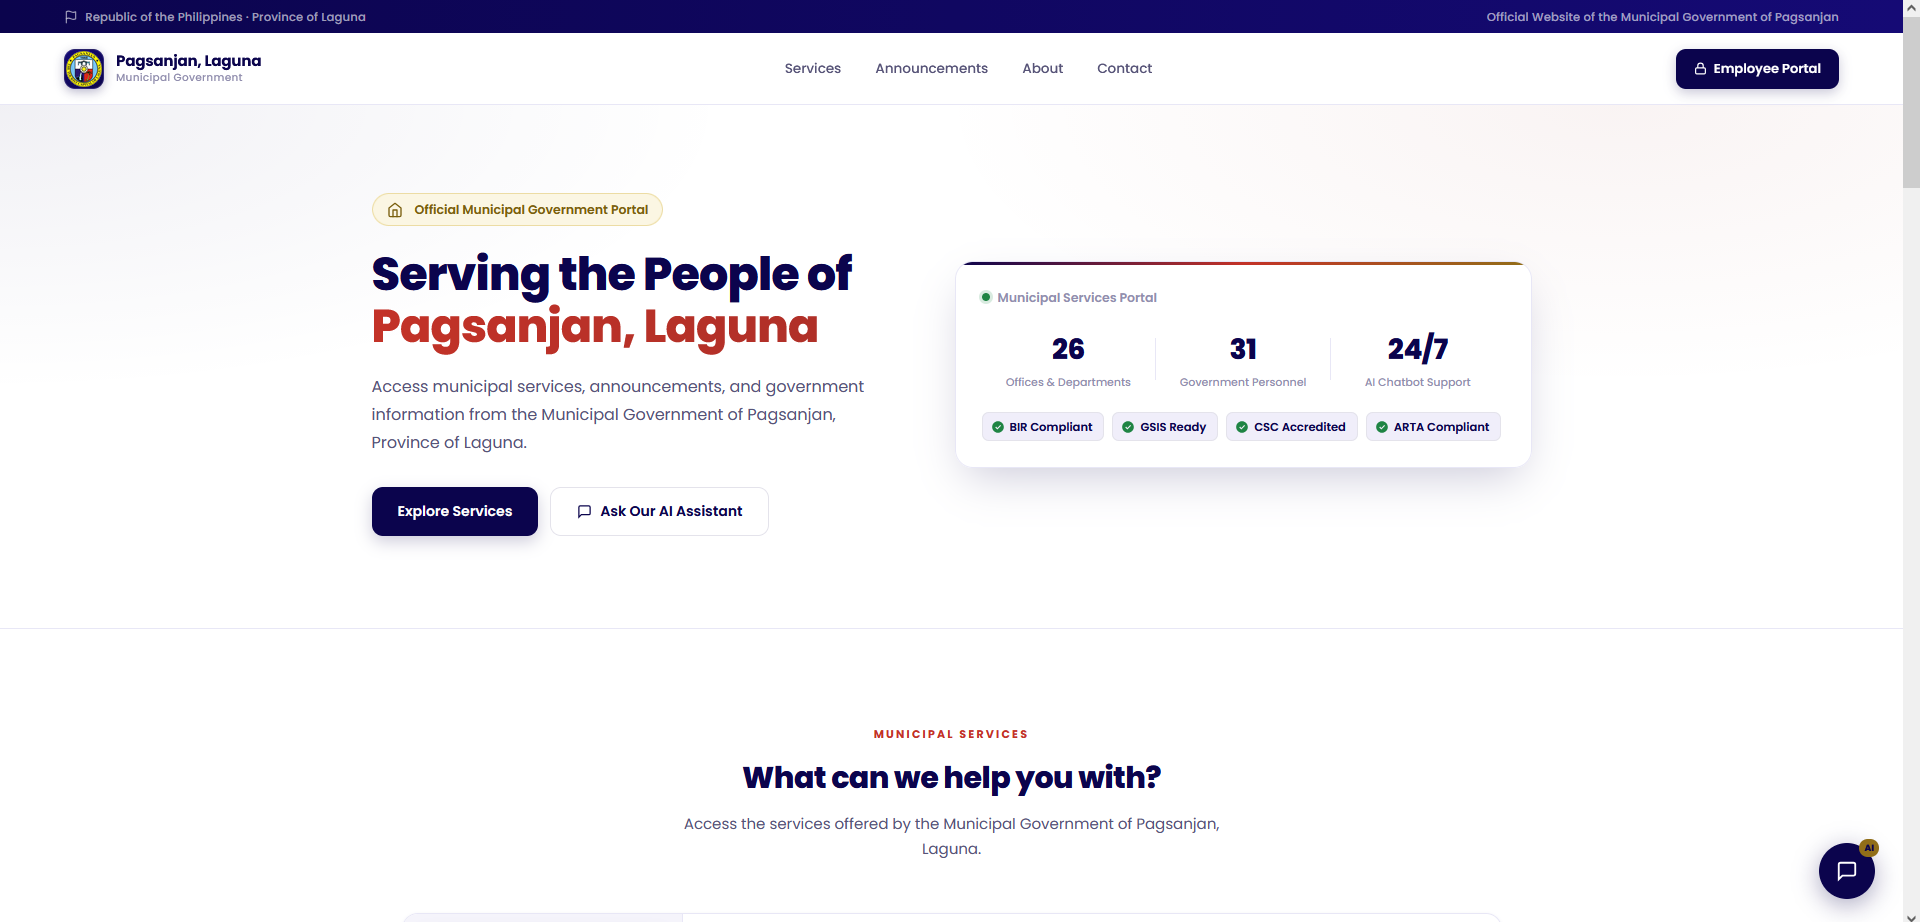 Republic of the Philippines · Province of Laguna
Official Website of the Municipal Government of Pagsanjan
Pagsanjan, Laguna
Municipal Government
Services
Announcements
About
Contact
Employee Portal
Official Municipal Government Portal
Serving the People of
Pagsanjan, Laguna
Access municipal services, announcements, and government
information from the Municipal Government of Pagsanjan,
Province of Laguna.
Explore Services
Ask Our AI Assistant
Municipal Services Portal
26
Offices & Departments
31
Government Personnel
24/7
AI Chatbot Support
BIR Compliant
GSIS Ready
CSC Accredited
ARTA Compliant
MUNICIPAL SERVICES
What can we help you with?
Access the services offered by the Municipal Government of Pagsanjan,
Laguna.
AI